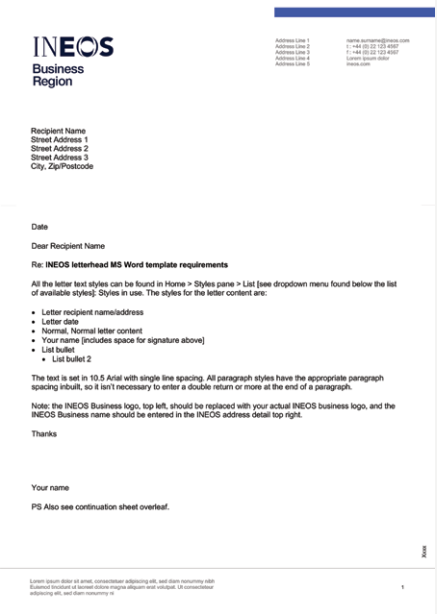 INEOS
Business
Region
Address Line 1
Address Line 2
Address Line 3
Address Line 4
Address Line 5
name.surname@ineos.com
t : +44 (0) 22 123 4567
f : +44 (0) 22 123 4567
Lorem ipsum dolor
ineos.com
Recipient Name
Street Address 1
Street Address 2
Street Address 3
City, Zip/Postcode
Date
Dear Recipient Name
Re: INEOS letterhead MS Word template requirements
All the letter text styles can be found in Home > Styles pane > List [see dropdown menu found below the list
of available styles]: Styles in use. The styles for the letter content are:
• Letter recipient name/address
• Letter date
• Normal, Normal letter content
• Your name [includes space for signature above]
• List bullet
• List bullet 2
The text is set in 10.5 Arial with single line spacing. All paragraph styles have the appropriate paragraph
spacing inbuilt, so it isn't necessary to enter a double return or more at the end of a paragraph.
Note: the INEOS Business logo, top left, should be replaced with your actual INEOS business logo, and the
INEOS Business name should be entered in the INEOS address detail top right.
Thanks
Your name
PS Also see continuation sheet overleaf.
Lorem ipsum dolor sit amet, consectetuer adipiscing elit, sed diam nonummy nibh
Euismod tincidunt ut laoreet dolore magna aliquam erat volutpat. Ut consectetuer
adipiscing elit, sed diam nonummy ni
1